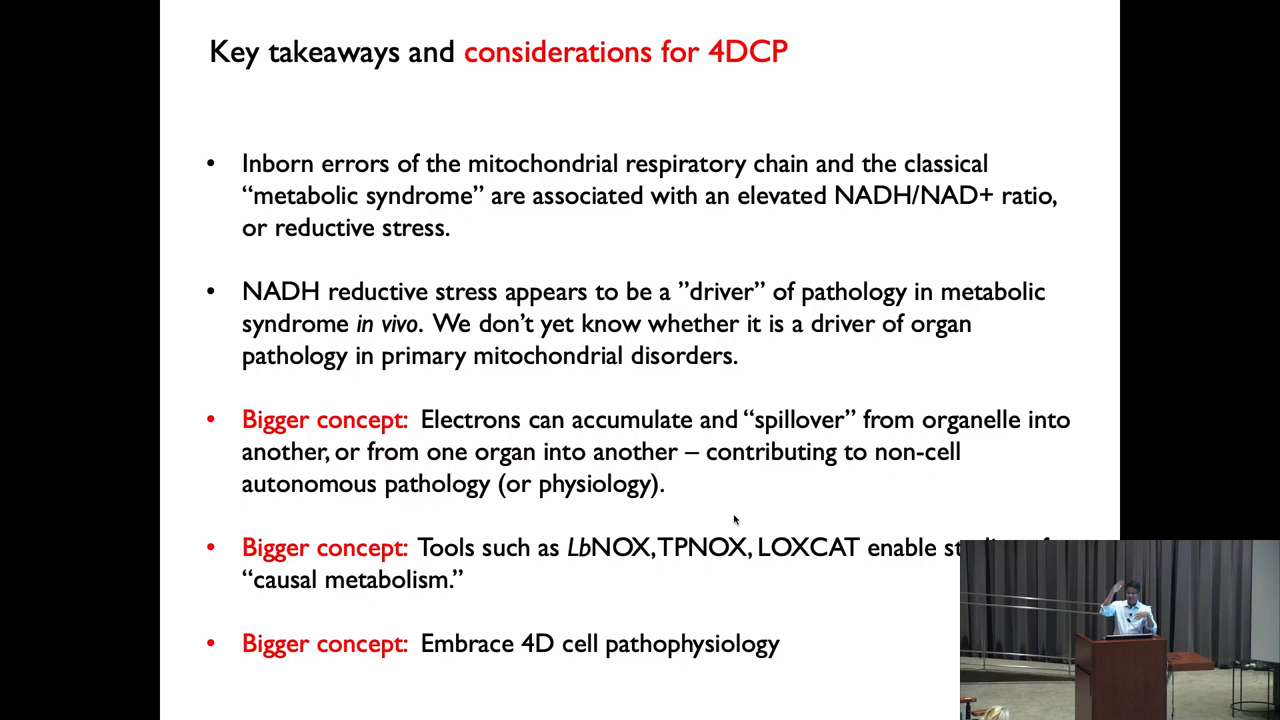 Key takeaways and considerations for 4DCP
• Inborn errors of the mitochondrial respiratory chain and the classical
“metabolic syndrome” are associated with an elevated NADH/NAD+ ratio,
or reductive stress.
• NADH reductive stress appears to be a ”driver” of pathology in metabolic
syndrome in vivo. We don’t yet know whether it is a driver of organ
pathology in primary mitochondrial disorders.
• Bigger concept: Electrons can accumulate and “spillover” from organelle into
another, or from one organ into another – contributing to non-cell
autonomous pathology (or physiology).
• Bigger concept: Tools such as LbNOX, TPNOX, LOXCAT enable
“causal metabolism.”
• Bigger concept: Embrace 4D cell pathophysiology